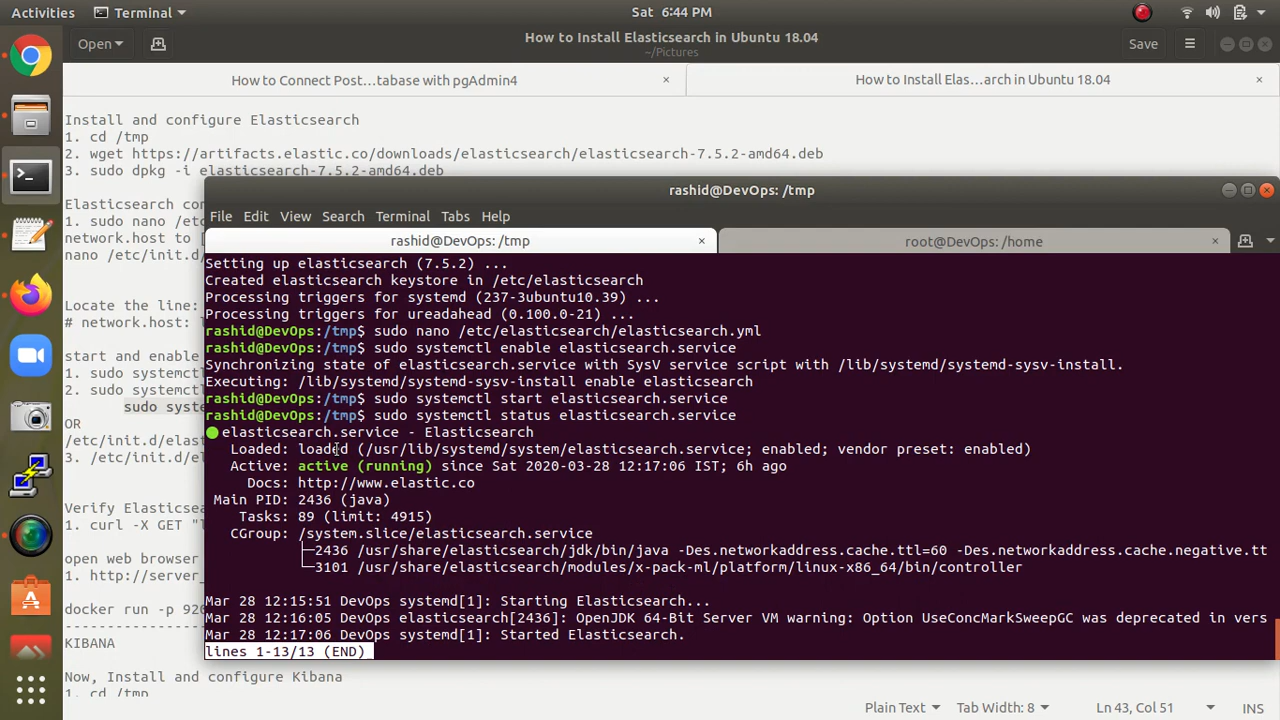 Activities
Terminal
Sat 6:44 PM
Open
How to Install Elasticsearch in Ubuntu 18.04
~/Pictures
Save
How to Connect Post…tabase with pgAdmin4 ×
How to Install Elas…arch in Ubuntu 18.04 ×
Install and configure Elasticsearch
1. cd /tmp
2. wget https://artifacts.elastic.co/downloads/elasticsearch/elasticsearch-7.5.2-amd64.deb
3. sudo dpkg -i elasticsearch-7.5.2-amd64.deb
Elasticsearch con
1. sudo nano /etc
network.host to [
nano /etc/init.d/
Locate the line:
# network.host:
start and enable
1. sudo systemctl
2. sudo systemctl
sudo syste
OR
/etc/init.d/elast
3. /etc/init.d/el
Verify Elasticsea
1. curl -X GET "l
open web browser
1. http://server_
docker run -p 920
KIBANA
Now, Install and configure Kibana
1. cd /tmp
rashid@DevOps: /tmp
File Edit View Search Terminal Tabs Help
rashid@DevOps: /tmp ×
root@DevOps: /home ×
Setting up elasticsearch (7.5.2) ...
Created elasticsearch keystore in /etc/elasticsearch
Processing triggers for systemd (237-3ubuntu10.39) ...
Processing triggers for ureadahead (0.100.0-21) ...
rashid@DevOps:/tmp$ sudo nano /etc/elasticsearch/elasticsearch.yml
rashid@DevOps:/tmp$ sudo systemctl enable elasticsearch.service
Synchronizing state of elasticsearch.service with SysV service script with /lib/systemd/systemd-sysv-install.
Executing: /lib/systemd/systemd-sysv-install enable elasticsearch
rashid@DevOps:/tmp$ sudo systemctl start elasticsearch.service
rashid@DevOps:/tmp$ sudo systemctl status elasticsearch.service
● elasticsearch.service - Elasticsearch
Loaded: loaded (/usr/lib/systemd/system/elasticsearch.service; enabled; vendor preset: enabled)
Active: active (running) since Sat 2020-03-28 12:17:06 IST; 6h ago
Docs: http://www.elastic.co
Main PID: 2436 (java)
Tasks: 89 (limit: 4915)
CGroup: /system.slice/elasticsearch.service
├─2436 /usr/share/elasticsearch/jdk/bin/java -Des.networkaddress.cache.ttl=60 -Des.networkaddress.cache.negative.tt
└─3101 /usr/share/elasticsearch/modules/x-pack-ml/platform/linux-x86_64/bin/controller
Mar 28 12:15:51 DevOps systemd[1]: Starting Elasticsearch...
Mar 28 12:16:05 DevOps elasticsearch[2436]: OpenJDK 64-Bit Server VM warning: Option UseConcMarkSweepGC was deprecated in vers
Mar 28 12:17:06 DevOps systemd[1]: Started Elasticsearch.
lines 1-13/13 (END)
Plain Text
Tab Width: 8
Ln 43, Col 51
INS